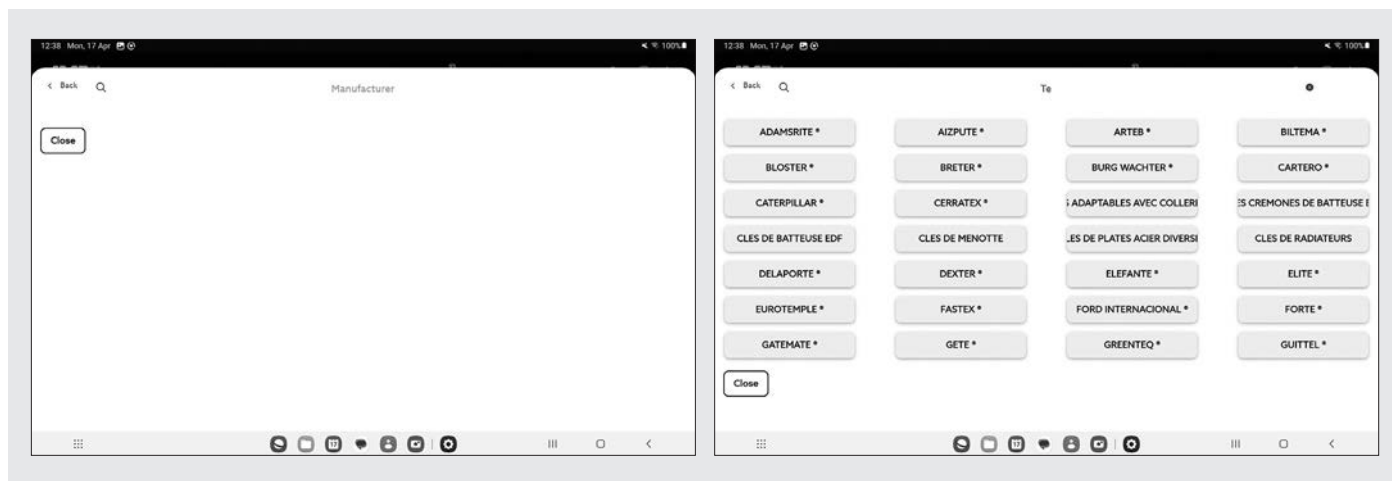 12:38 Mon, 17 Apr
100%
Back
Manufacturer
Close
12:38 Mon, 17 Apr
100%
Back
Te
ADAMSRITE * AIZPUTE * ARTEB * BILTEMA *
BLOSTER * BRETER * BURG WACHTER * CARTERO *
CATERPILLAR * CERRATEX * ADAPTABLES AVEC COLLERI ES CREMONES DE BATTEUSE
CLES DE BATTEUSE EDF CLES DE MENOTTE LES DE PLATES ACIER DIVERSI CLES DE RADIATEURS
DELAPORTE * DEXTER * ELEFANTE * ELITE *
EUROTEMPLE * FASTEX * FORD INTERNACIONAL * FORTE *
GATEMATE * GETE * GREENTEQ * GUITTEL *
Close